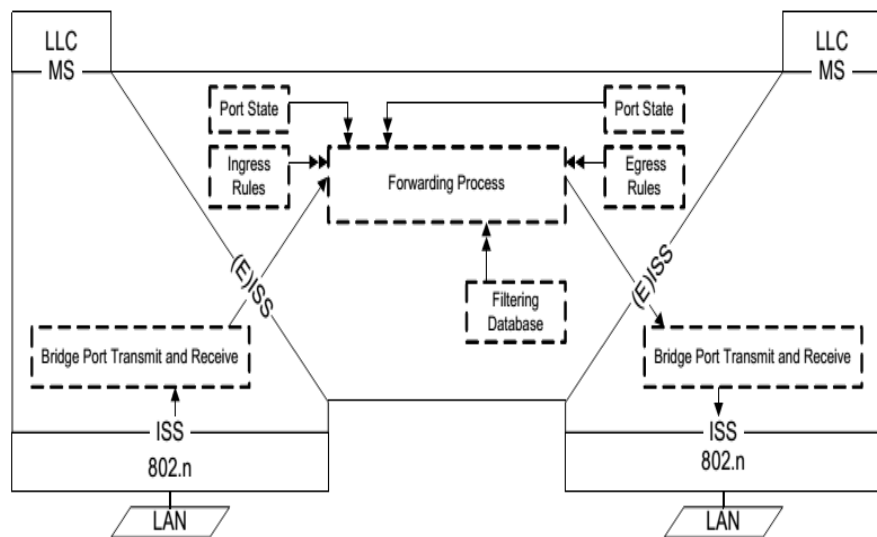 LLC
MS
LLC
MS
Port State
Port State
Ingress
Rules
Forwarding Process
Egress
Rules
(E)ISS
(E)ISS
Filtering
Database
Bridge Port Transmit and Receive
Bridge Port Transmit and Receive
ISS
ISS
802.n
802.n
LAN
LAN